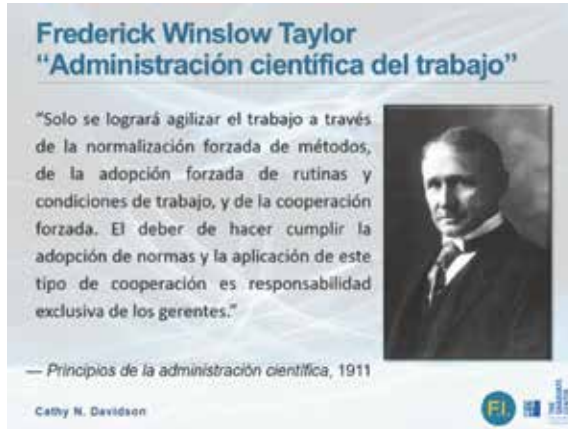 Frederick Winslow Taylor
“Administración científica del trabajo”
“Solo se logrará agilizar el trabajo a través
de la normalización forzada de métodos,
de la adopción forzada de rutinas y
condiciones de trabajo, y de la cooperación
forzada. El deber de hacer cumplir la
adopción de normas y la aplicación de este
tipo de cooperación es responsabilidad
exclusiva de los gerentes.”
— Principios de la administración científica, 1911
Cathy N. Davidson
F.I.